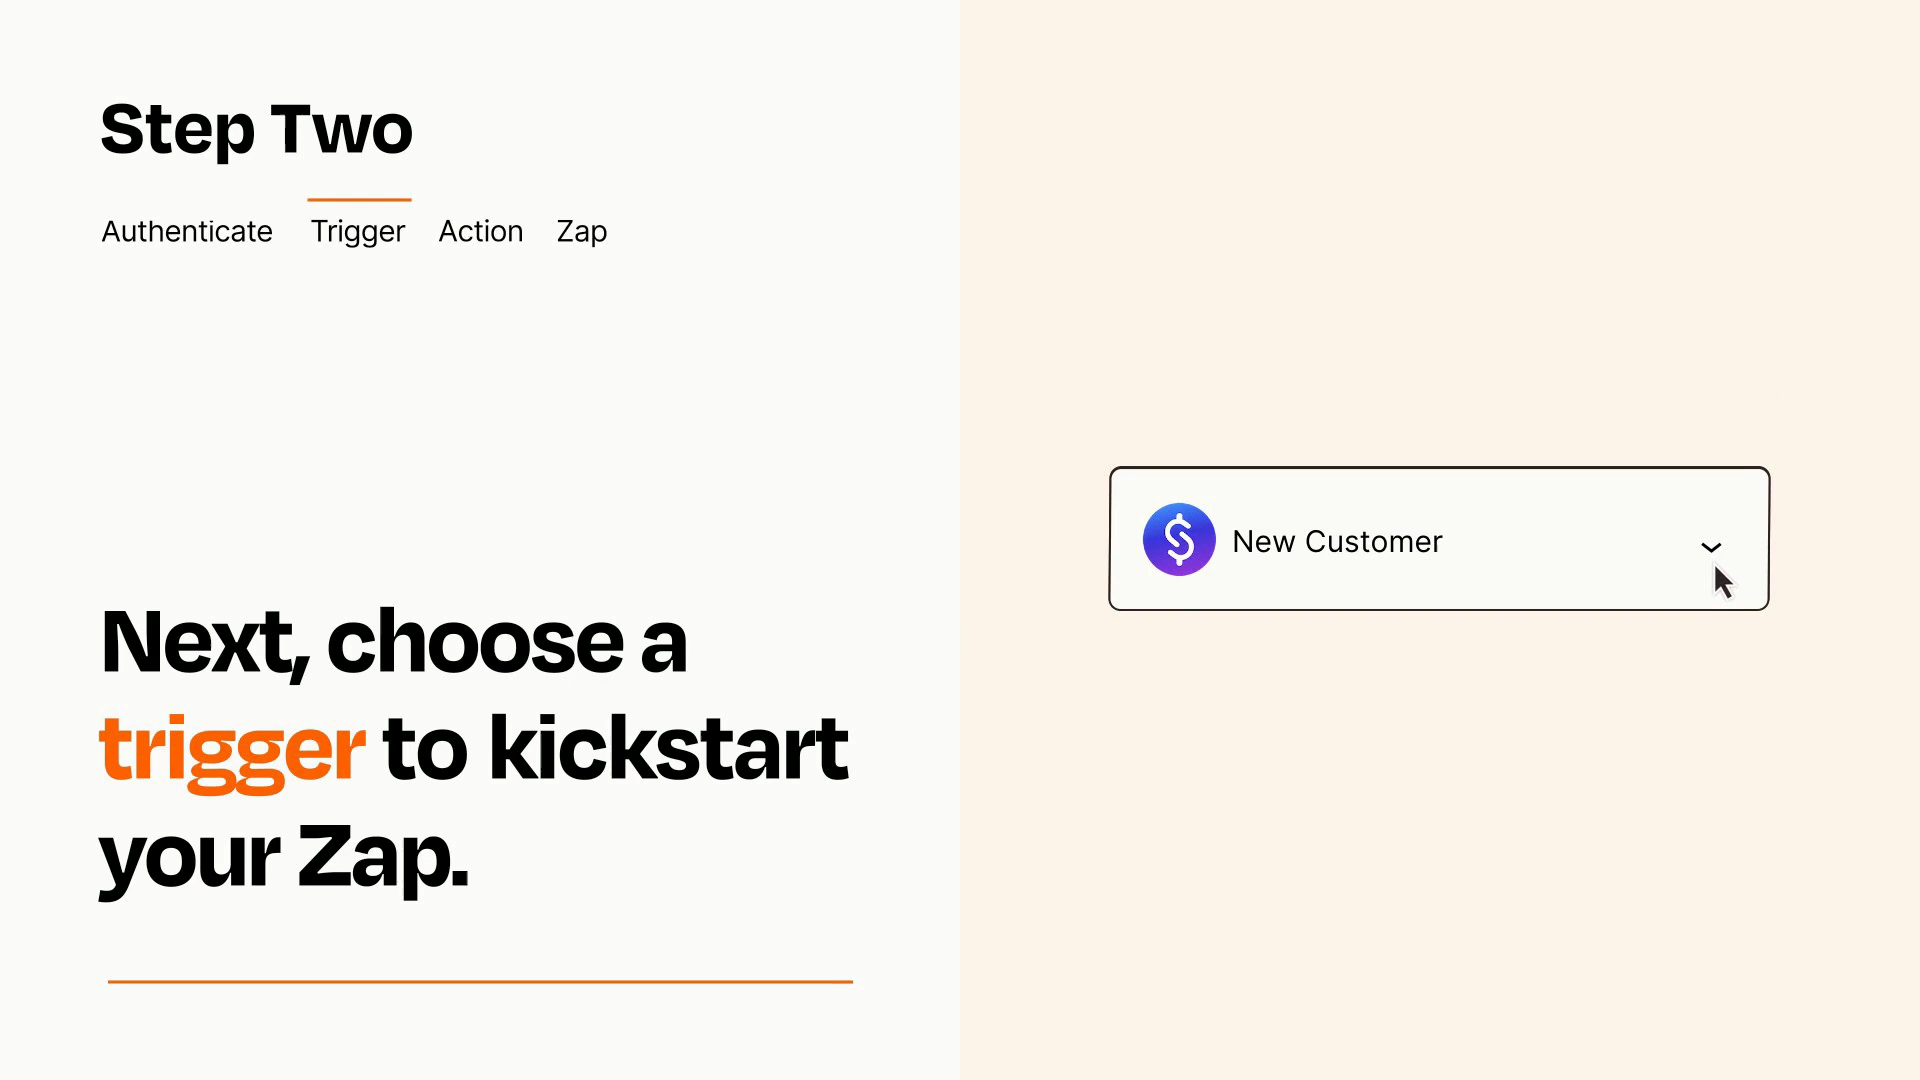 Step Two
Authenticate Trigger Action Zap
Next, choose a
trigger to kickstart
your Zap.
New Customer